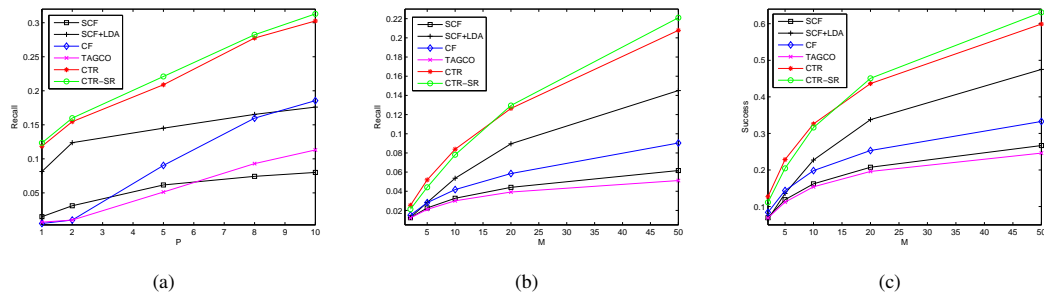 SCF
SCF+LDA
CF
TAGCO
CTR
CTR−SR
0.3
0.25
0.2
0.15
0.1
0.05
Recall
1 2 3 4 5 6 7 8 9 10
P
(a)
SCF
SCF+LDA
CF
TAGCO
CTR
CTR−SR
0.22
0.2
0.18
0.16
0.14
0.12
0.1
0.08
0.06
0.04
0.02
Recall
5 10 15 20 25 30 35 40 45 50
M
(b)
SCF
SCF+LDA
CF
TAGCO
CTR
CTR−SR
0.6
0.5
0.4
0.3
0.2
0.1
Success
5 10 15 20 25 30 35 40 45 50
M
(c)